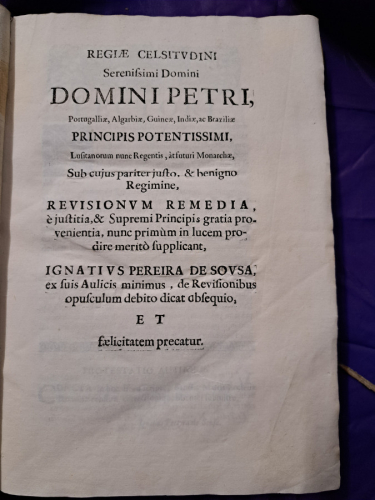 REGIÆ CELSITVDINI
Serenissimi Domini
DOMINI PETRI,
Portugalliæ, Algarbiæ, Guineæ, Indiæ, ac Braziliæ
PRINCIPIS POTENTISSIMI,
Lusitanorum nunc Regentis, at futuri Monarchæ,
Sub cujus pariter justo, & benigno
Regimine,
REVISIONVM REMEDIA,
è justitia, & Supremi Principis gratia pro-
venientia, nunc primùm in lucem pro-
dire meritò supplicant,
IGNATIVS PEREIRA DE SOVSA,
ex suis Aulicis minimus, de Revisionibus
opusculum debito dicat obsequio,
ET
fælicitatem precatur.